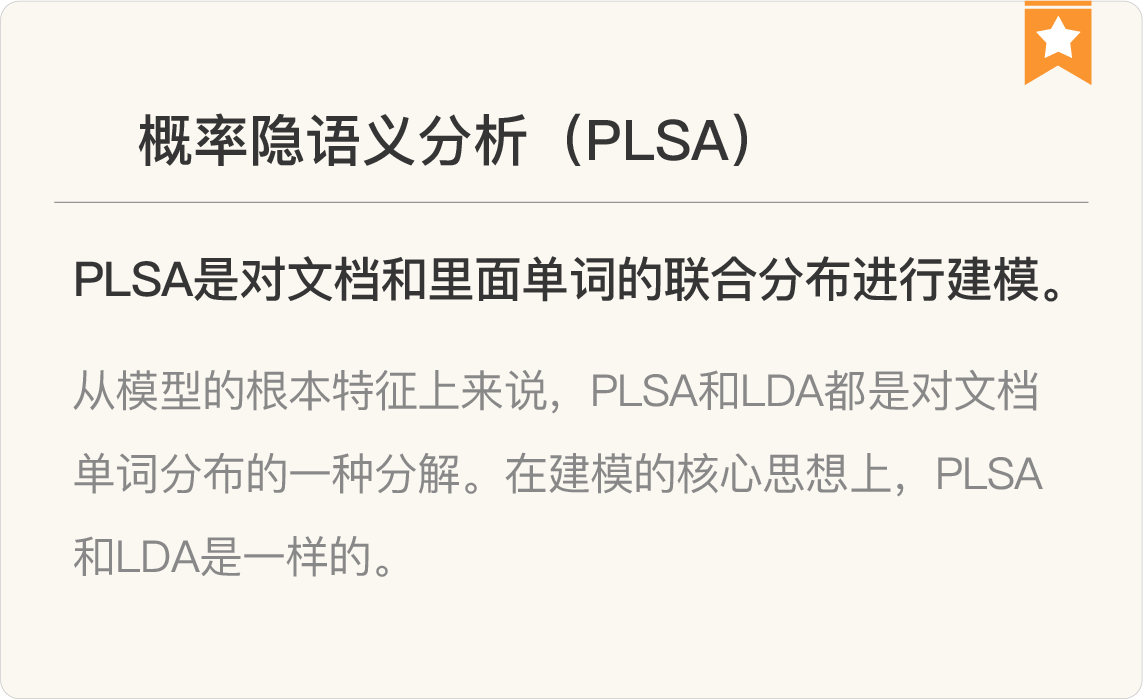 概率隐语义分析（PLSA）
PLSA是对文档和里面单词的联合分布进行建模。
从模型的根本特征上来说，PLSA和LDA都是对文档
单词分布的一种分解。在建模的核心思想上，PLSA
和LDA是一样的。